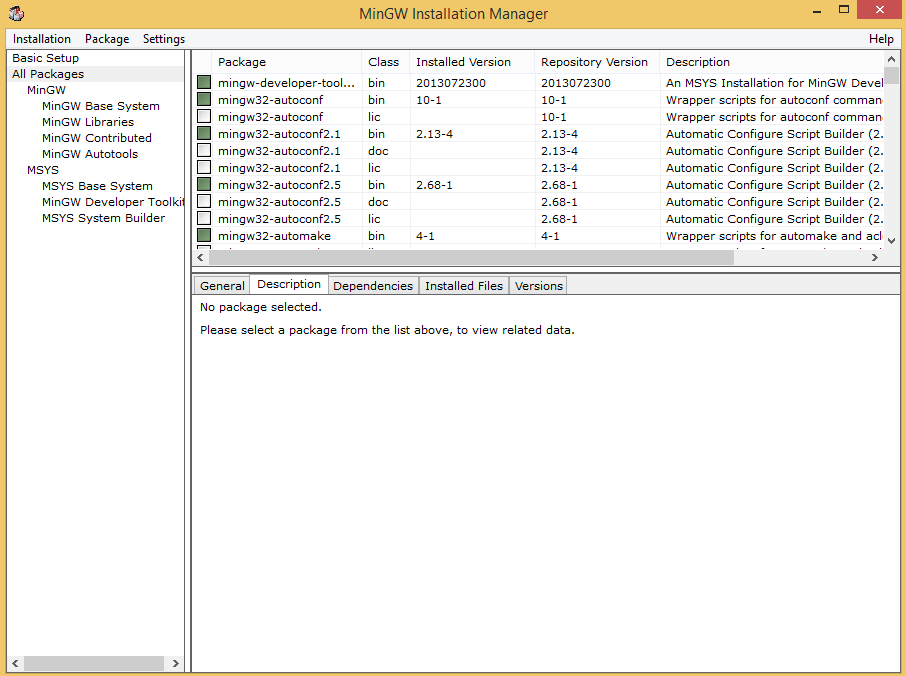 MinGW Installation Manager
Installation Package Settings Help
Basic Setup
All Packages
MinGW
MinGW Base System
MinGW Libraries
MinGW Contributed
MinGW Autotools
MSYS
MSYS Base System
MinGW Developer Toolkit
MSYS System Builder
Package Class Installed Version Repository Version Description
mingw-developer-tool... bin 2013072300 2013072300 An MSYS Installation for MinGW Devel
mingw32-autoconf bin 10-1 10-1 Wrapper scripts for autoconf comman
mingw32-autoconf lic 10-1 Wrapper scripts for autoconf comman
mingw32-autoconf2.1 bin 2.13-4 2.13-4 Automatic Configure Script Builder (2.
mingw32-autoconf2.1 doc 2.13-4 Automatic Configure Script Builder (2.
mingw32-autoconf2.1 lic 2.13-4 Automatic Configure Script Builder (2.
mingw32-autoconf2.5 bin 2.68-1 2.68-1 Automatic Configure Script Builder (2.
mingw32-autoconf2.5 doc 2.68-1 Automatic Configure Script Builder (2.
mingw32-autoconf2.5 lic 2.68-1 Automatic Configure Script Builder (2.
mingw32-automake bin 4-1 4-1 Wrapper scripts for automake and acl
General Description Dependencies Installed Files Versions
No package selected.
Please select a package from the list above, to view related data.